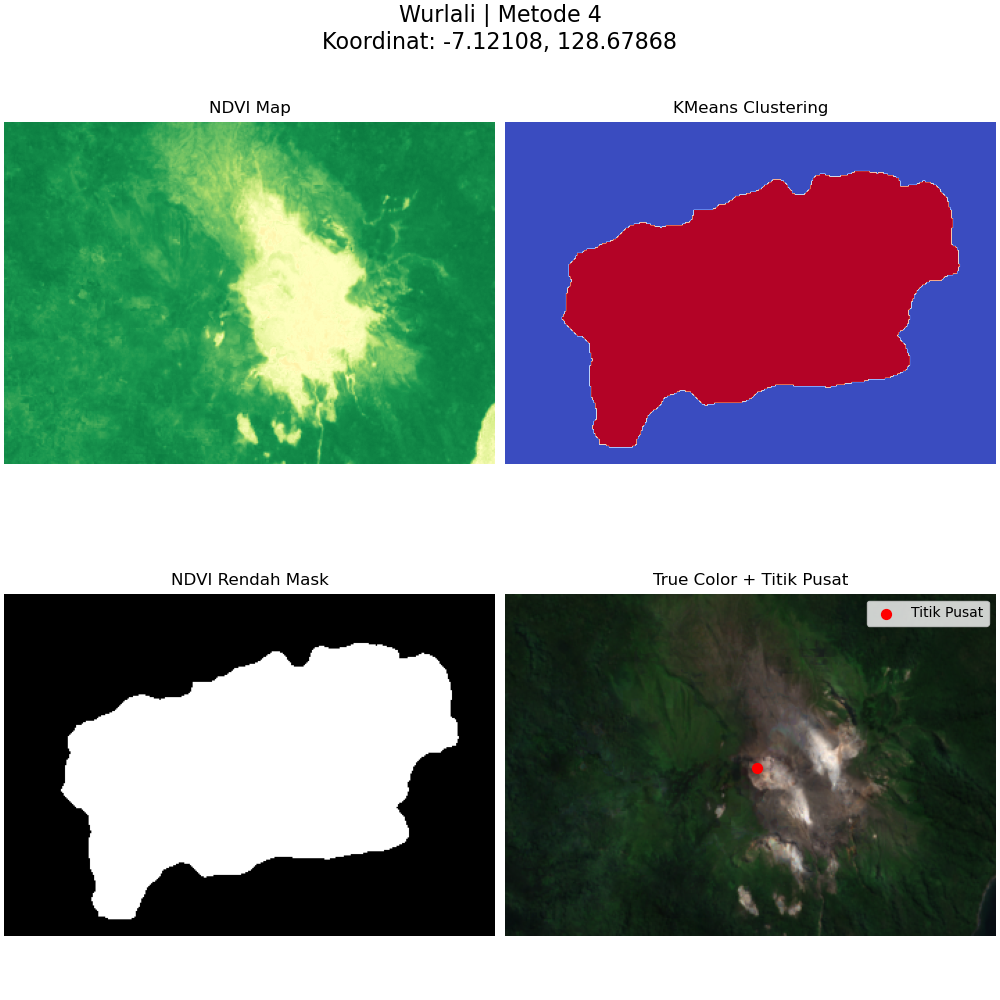 Wurlali | Metode 4
Koordinat: -7.12108, 128.67868
NDVI Map
KMeans Clustering
NDVI Rendah Mask
True Color + Titik Pusat
Titik Pusat